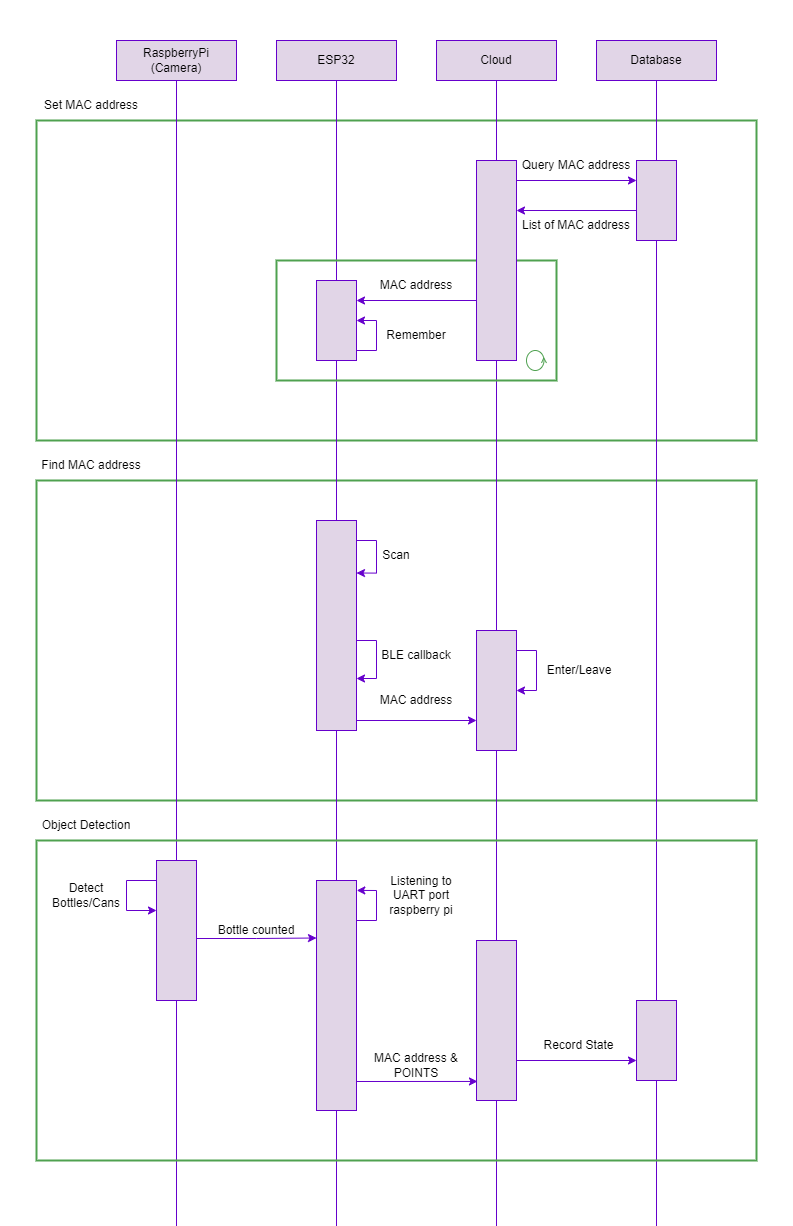 RaspberryPi
(Camera)
ESP32
Cloud
Database
Set MAC address
Query MAC address
List of MAC address
MAC address
Remember
Find MAC address
Scan
BLE callback
Enter/Leave
MAC address
Object Detection
Detect
Bottles/Cans
Listening to
UART port
raspberry pi
Bottle counted
Record State
MAC address &
POINTS